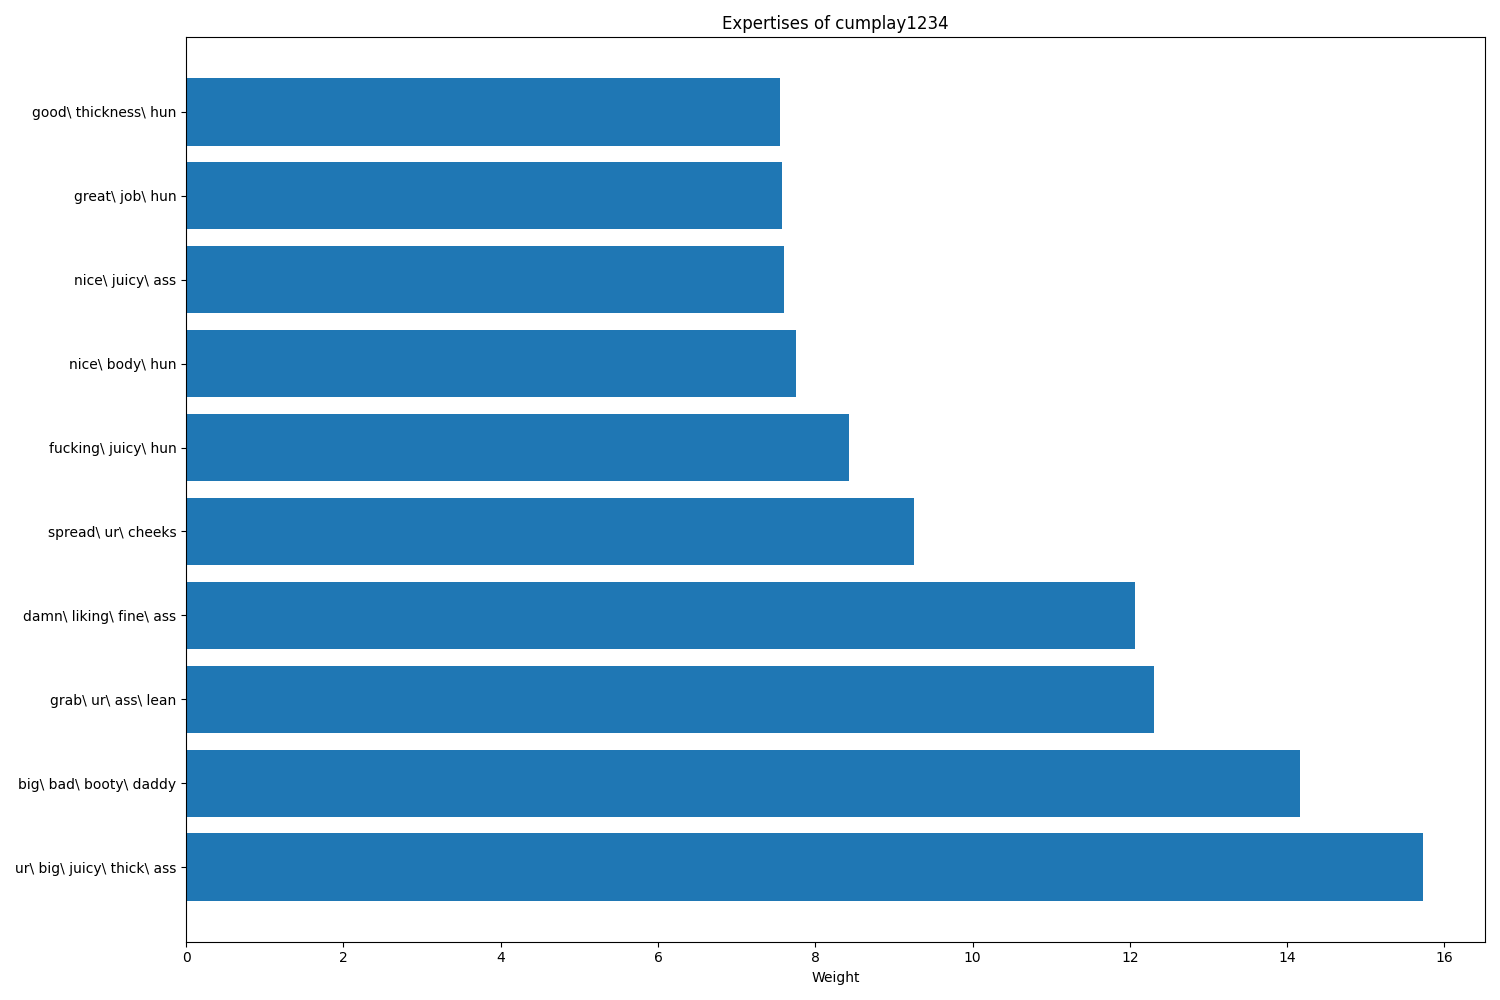 Expertises of cumplay1234
good\ thickness\ hun
great\ job\ hun
nice\ juicy\ ass
nice\ body\ hun
fucking\ juicy\ hun
spread\ ur\ cheeks
damn\ liking\ fine\ ass
grab\ ur\ ass\ lean
big\ bad\ booty\ daddy
ur\ big\ juicy\ thick\ ass
0 2 4 6 8 10 12 14 16
Weight